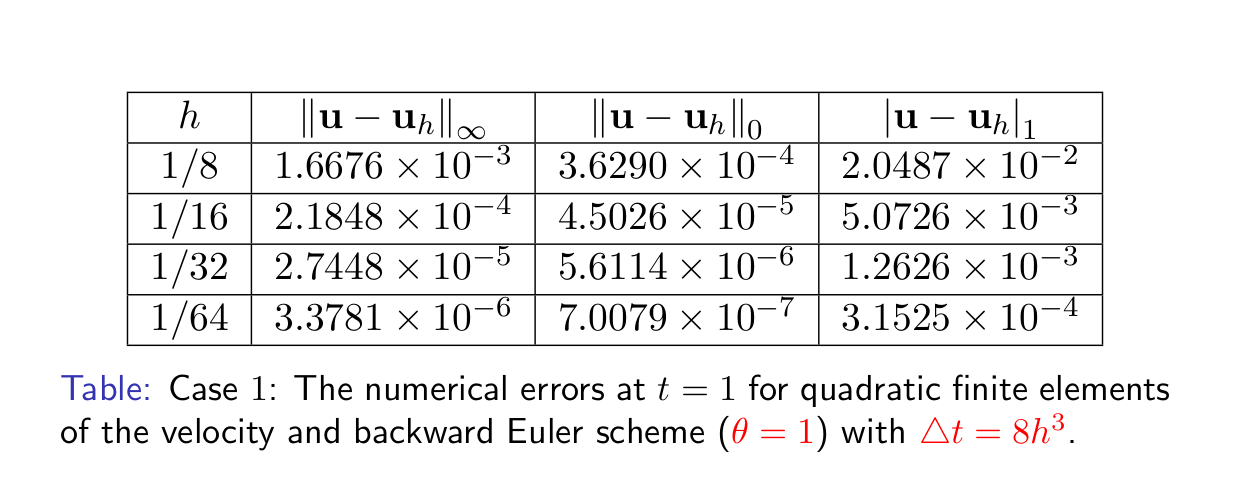 h ‖u − u_h‖_∞ ‖u − u_h‖_0 |u − u_h|_1
1/8 1.6676 × 10^{−3} 3.6290 × 10^{−4} 2.0487 × 10^{−2}
1/16 2.1848 × 10^{−4} 4.5026 × 10^{−5} 5.0726 × 10^{−3}
1/32 2.7448 × 10^{−5} 5.6114 × 10^{−6} 1.2626 × 10^{−3}
1/64 3.3781 × 10^{−6} 7.0079 × 10^{−7} 3.1525 × 10^{−4}
Table: Case 1: The numerical errors at t = 1 for quadratic finite elements
of the velocity and backward Euler scheme (θ = 1) with △t = 8h^3.